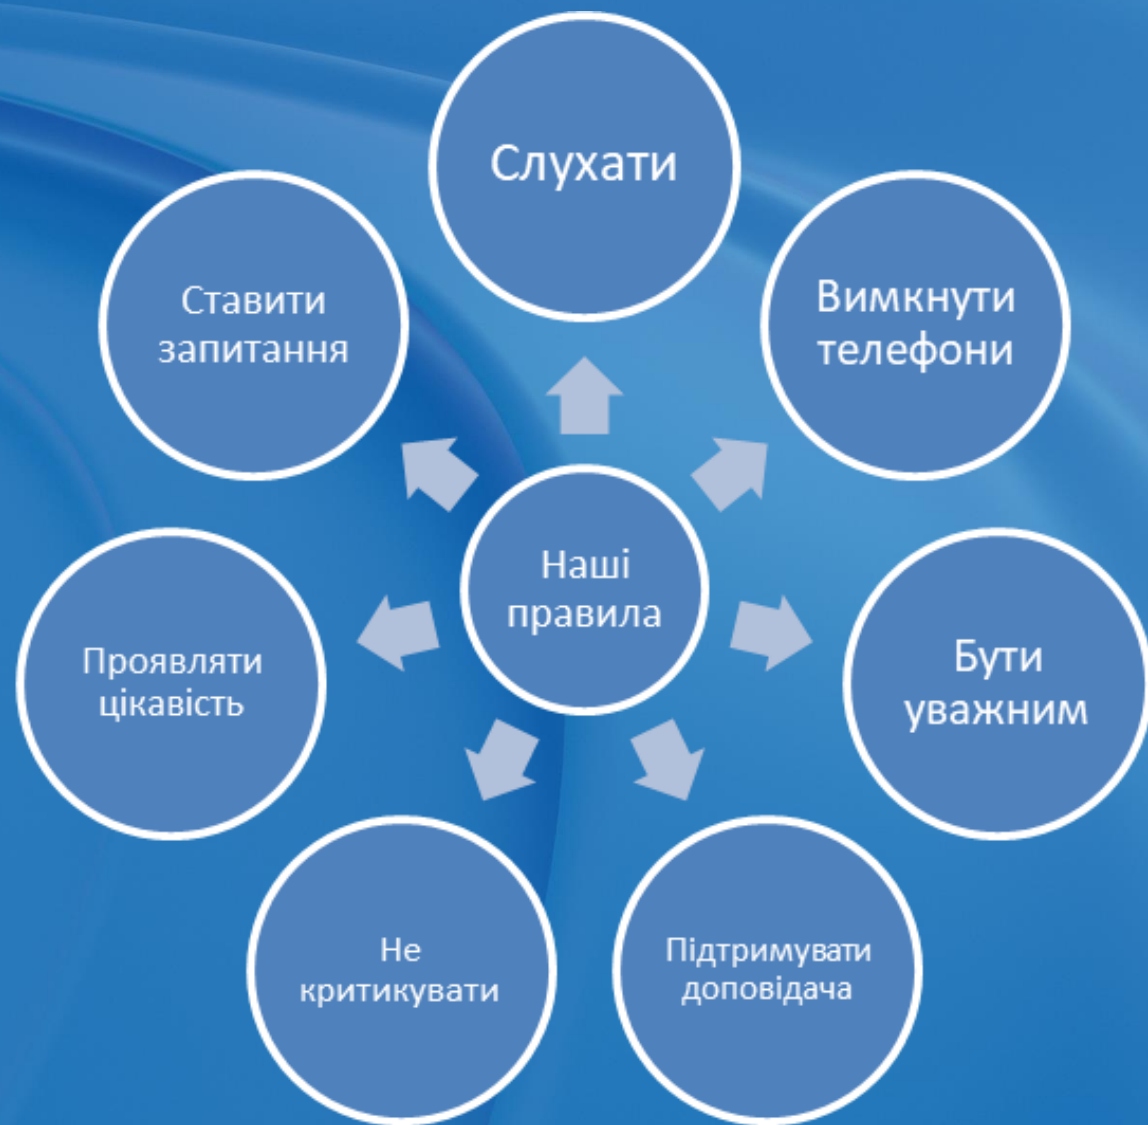 Слухати
Вимкнути
телефони
Бути
уважним
Підтримувати
доповідача
Не
критикувати
Проявляти
цікавість
Ставити
запитання
Наші
правила